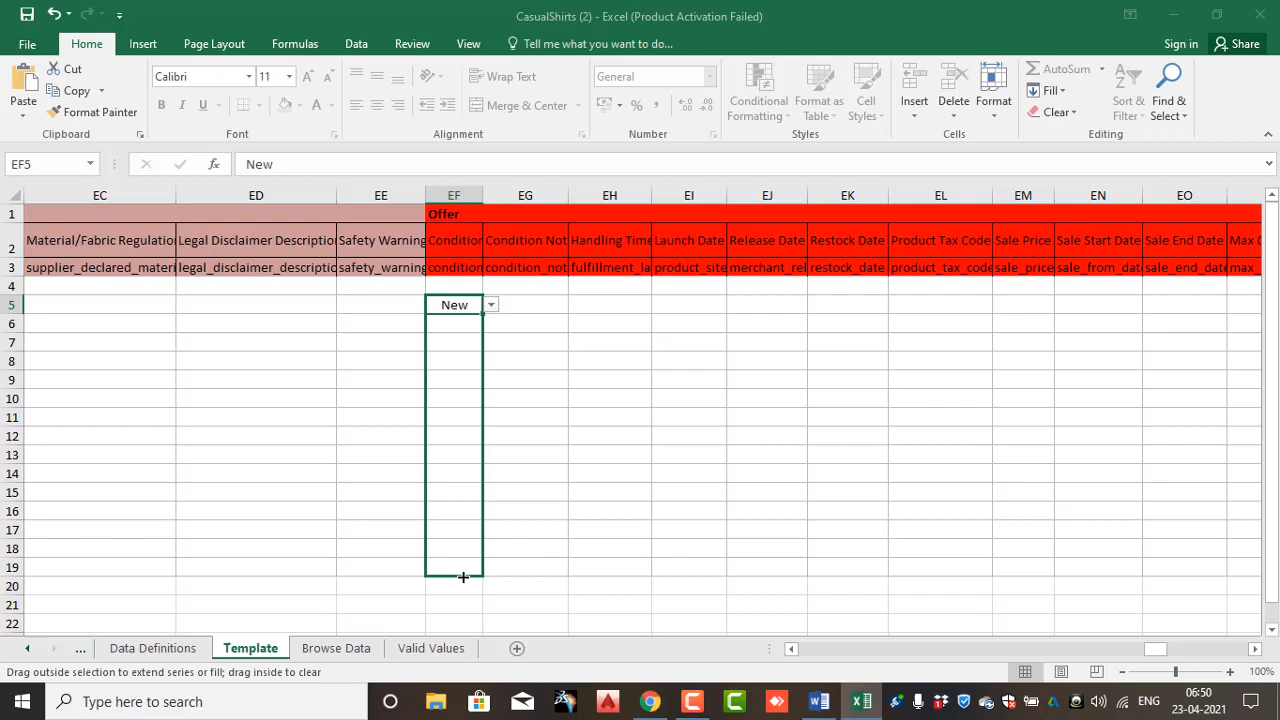 CasualShirts (2) - Excel (Product Activation Failed)
File Home Insert Page Layout Formulas Data Review View Tell me what you want to do... Sign in Share
Paste Cut Copy Format Painter Clipboard
Calibri 11 B I U A A A Font
Wrap Text Merge & Center Alignment
General % Number
Conditional Formatting Format as Table Cell Styles Styles
Insert Delete Format Cells
AutoSum Fill Clear Sort & Filter Find & Select Editing
EF5 fx New
EC ED EE EF EG EH EI EJ EK EL EM EN EO
1 Offer
2 Material/Fabric Regulation Legal Disclaimer Description Safety Warning Condition Condition Not Handling Time Launch Date Release Date Restock Date Product Tax Code Sale Price Sale Start Date Sale End Date Max
3 supplier_declared_mater legal_disclaimer_descriptio safety_warning condition condition_not fulfillment_la product_site merchant_rel restock_date product_tax_code sale_price sale_from_dat sale_end_date max_
4
5 New
6
7
8
9
10
11
12
13
14
15
16
17
18
19
20
21
22
... Data Definitions Template Browse Data Valid Values
Drag outside selection to extend series or fill; drag inside to clear 100%
Type here to search ENG 06:50
23-04-2021